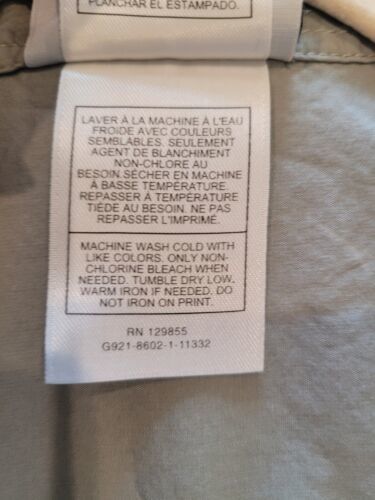 PLANCHAR EL ESTAMPADO.
LAVER À LA MACHINE À L'EAU
FROIDE AVEC COULEURS
SEMBLABLES. SEULEMENT
AGENT DE BLANCHIMENT
NON-CHLORE AU
BESOIN.SÉCHER EN MACHINE
À BASSE TEMPÉRATURE.
REPASSER À TEMPÉRATURE
TIÈDE AU BESOIN. NE PAS
REPASSER L'IMPRIMÉ.
MACHINE WASH COLD WITH
LIKE COLORS. ONLY NON-
CHLORINE BLEACH WHEN
NEEDED. TUMBLE DRY LOW.
WARM IRON IF NEEDED. DO
NOT IRON ON PRINT.
RN 129855
G921-8602-1-11332